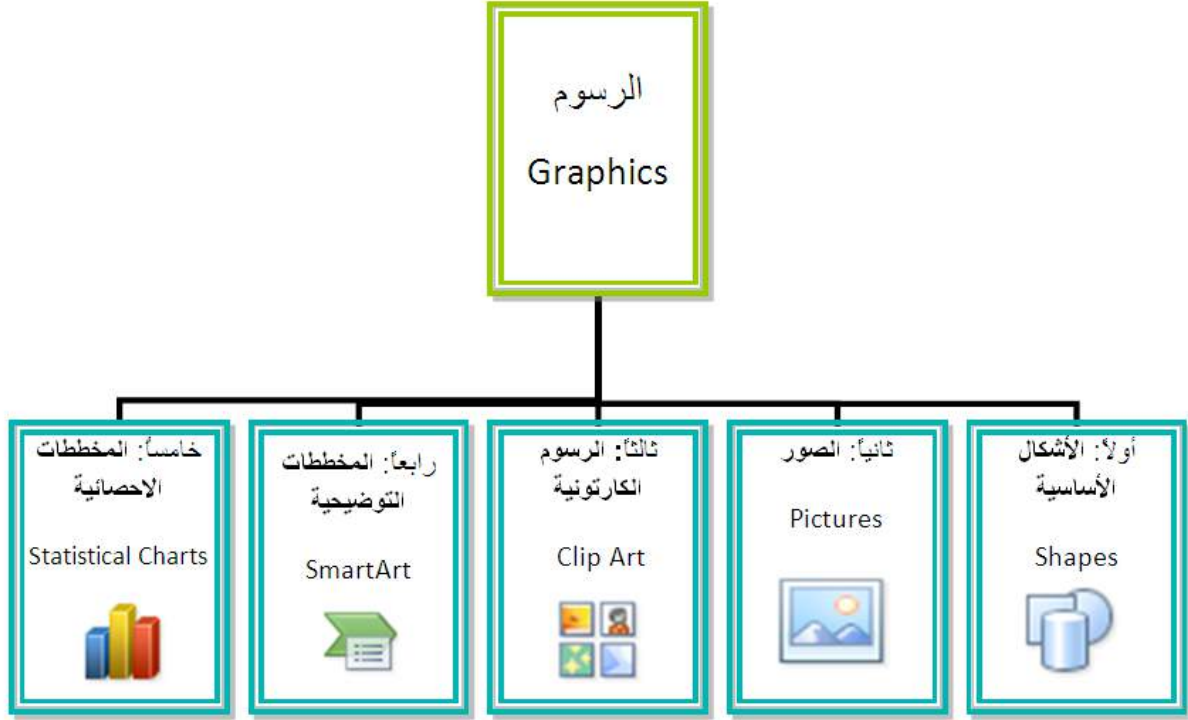 الرسوم
Graphics
أولاً: الأشكال
الأساسية
Shapes
ثانياً: الصور
Pictures
ثالثاً: الرسوم
الكارتونية
Clip Art
رابعاً: المخططات
التوضيحية
SmartArt
خامساً: المخططات
الاحصائية
Statistical Charts